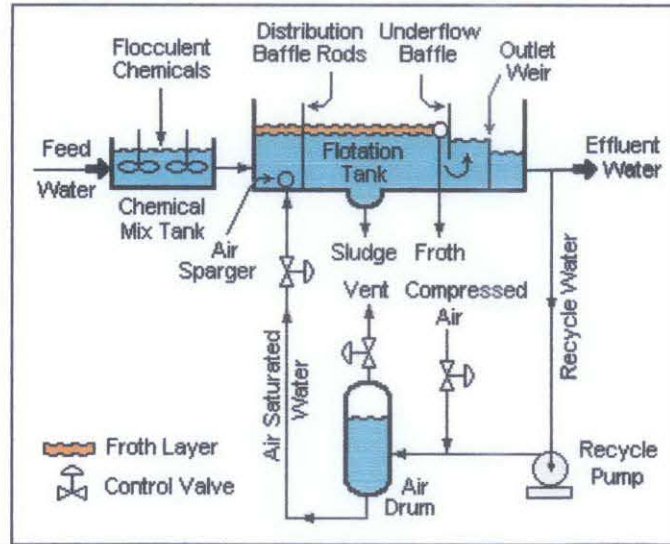 Flocculent
Chemicals
Distribution
Baffle Rods
Underflow
Baffle
Outlet
Weir
Feed
Water
Chemical
Mix Tank
Flotation
Tank
Effluent
Water
Air
Sparger
Sludge
Froth
Vent
Compressed
Air
Recycle Water
Air Saturated
Water
Froth Layer
Control Valve
Air
Drum
Recycle
Pump